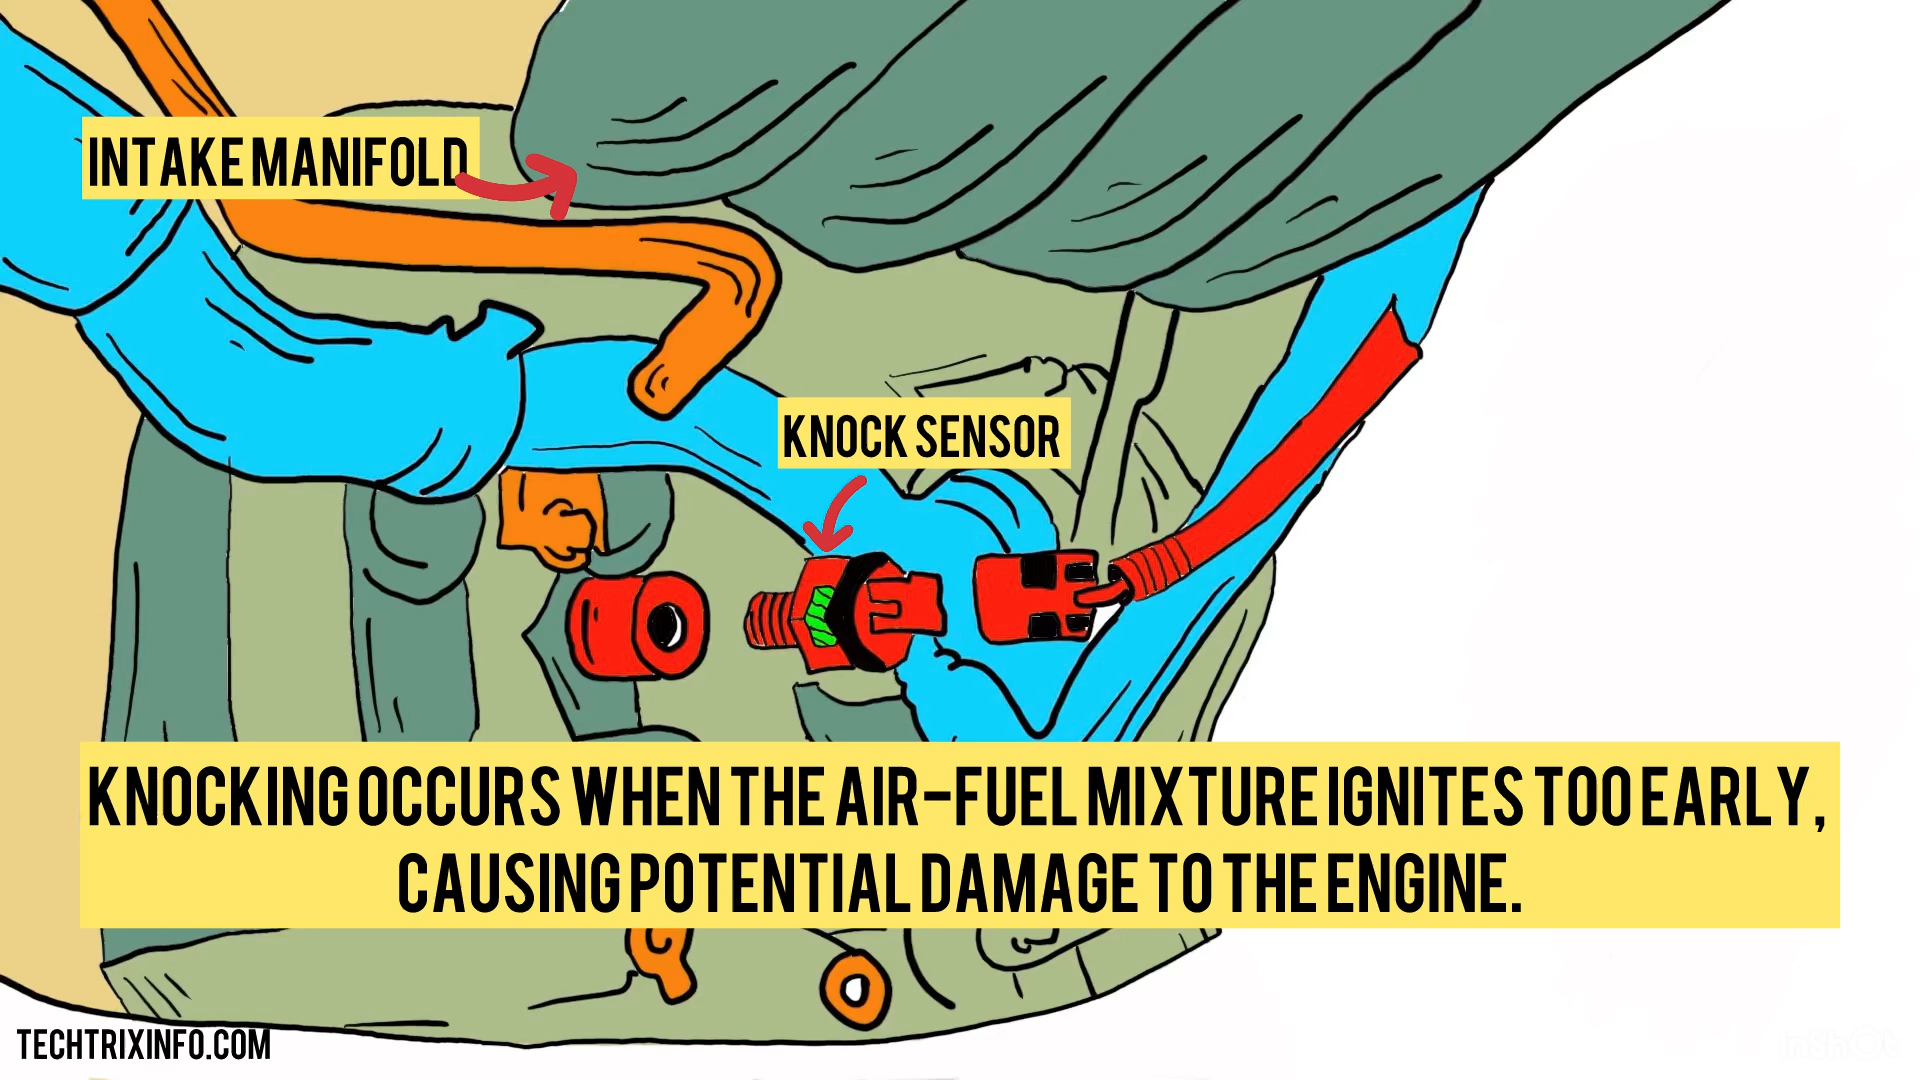 INTAKE MANIFOLD
KNOCK SENSOR
KNOCKING OCCURS WHEN THE AIR-FUEL MIXTURE IGNITES TOO EARLY,
CAUSING POTENTIAL DAMAGE TO THE ENGINE.
TECHTRIXINFO.COM
InShOt